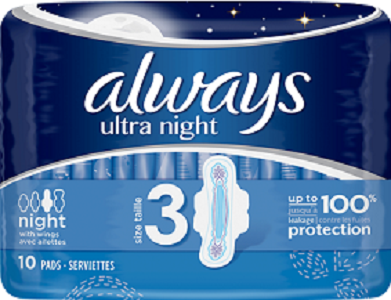 always
ultra night
night
with wings
avec ailettes
size taille
3
up to
jusqu'à
100%
leakage contre les fuites
protection
10 PADS - SERVIETTES